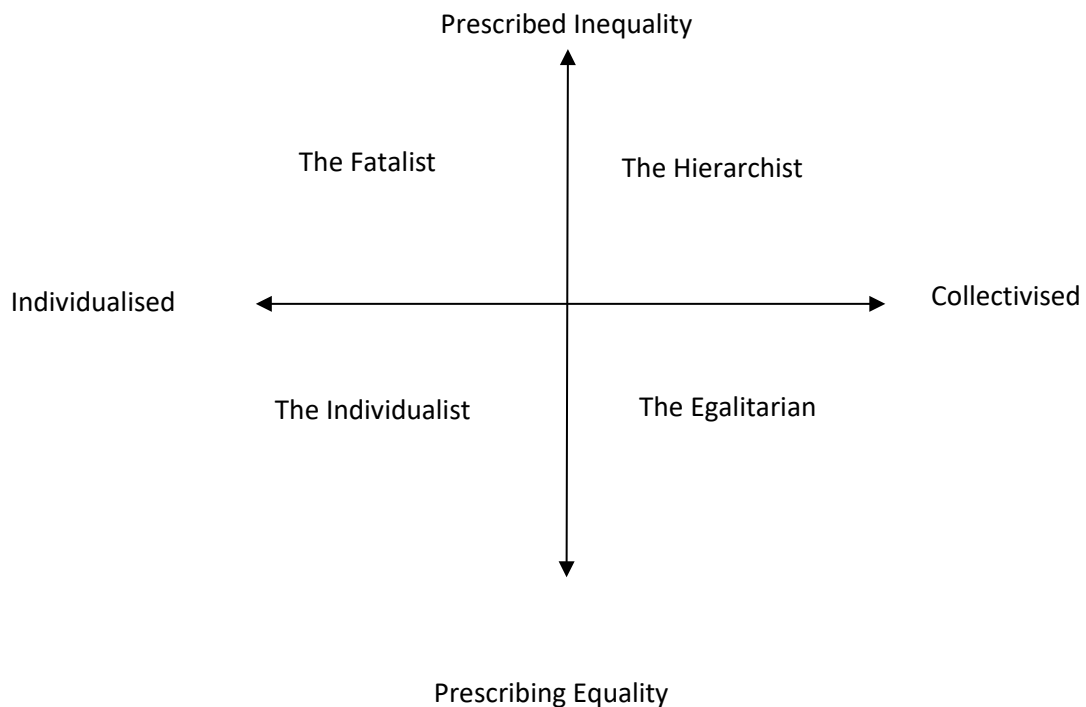 Prescribed Inequality
The Fatalist
The Hierarchist
Individualised
Collectivised
The Individualist
The Egalitarian
Prescribing Equality